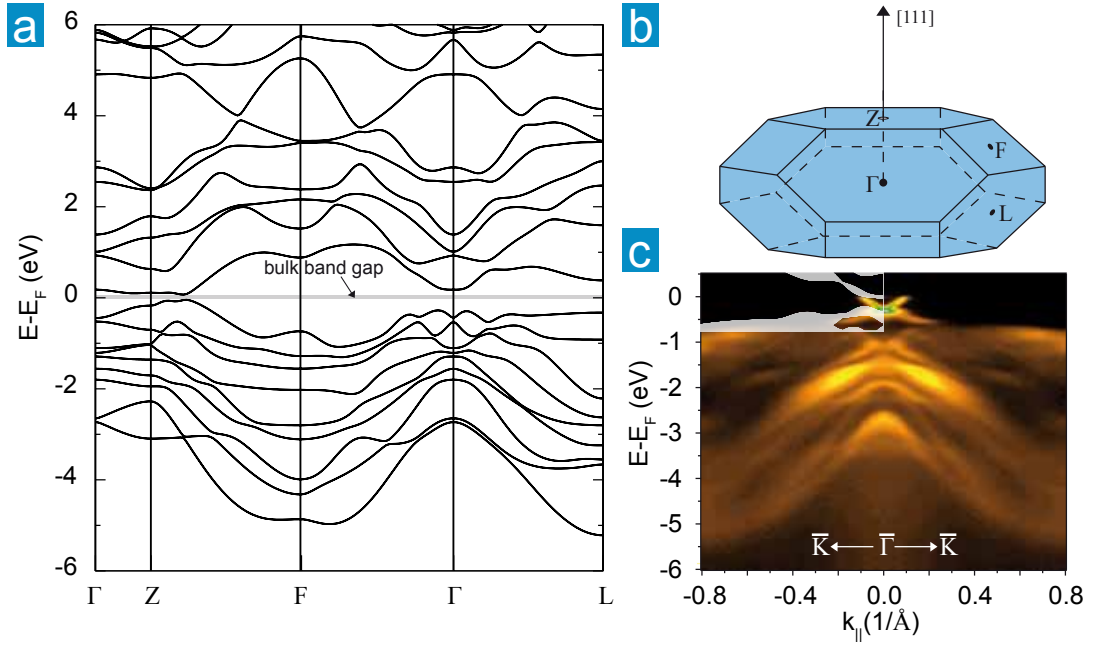 a
E-E_F (eV)
6
4
2
0
-2
-4
-6
bulk band gap
Γ Z F Γ L
b
[111]
Z
F
Γ
L
c
E-E_F (eV)
0
-1
-2
-3
-4
-5
-6
K̅ Γ̅ K̅
-0.8 -0.4 0.0 0.4 0.8
k_||(1/Å)